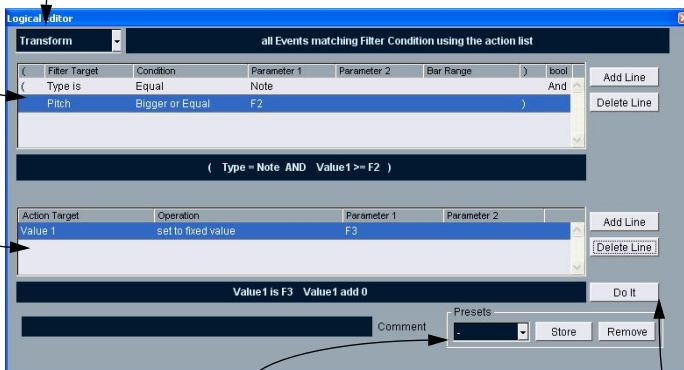 Logical Editor
Transform all Events matching Filter Condition using the action list
( Filter Target Condition Parameter 1 Parameter 2 Bar Range ) bool
( Type is Equal Note And
Pitch Bigger or Equal F2 )
Add Line
Delete Line
( Type = Note AND Value1 >= F2 )
Action Target Operation Parameter 1 Parameter 2
Value 1 set to fixed value F3
Add Line
Delete Line
Value1 is F3 Value1 add 0
Do It
Comment
Presets
- Store Remove